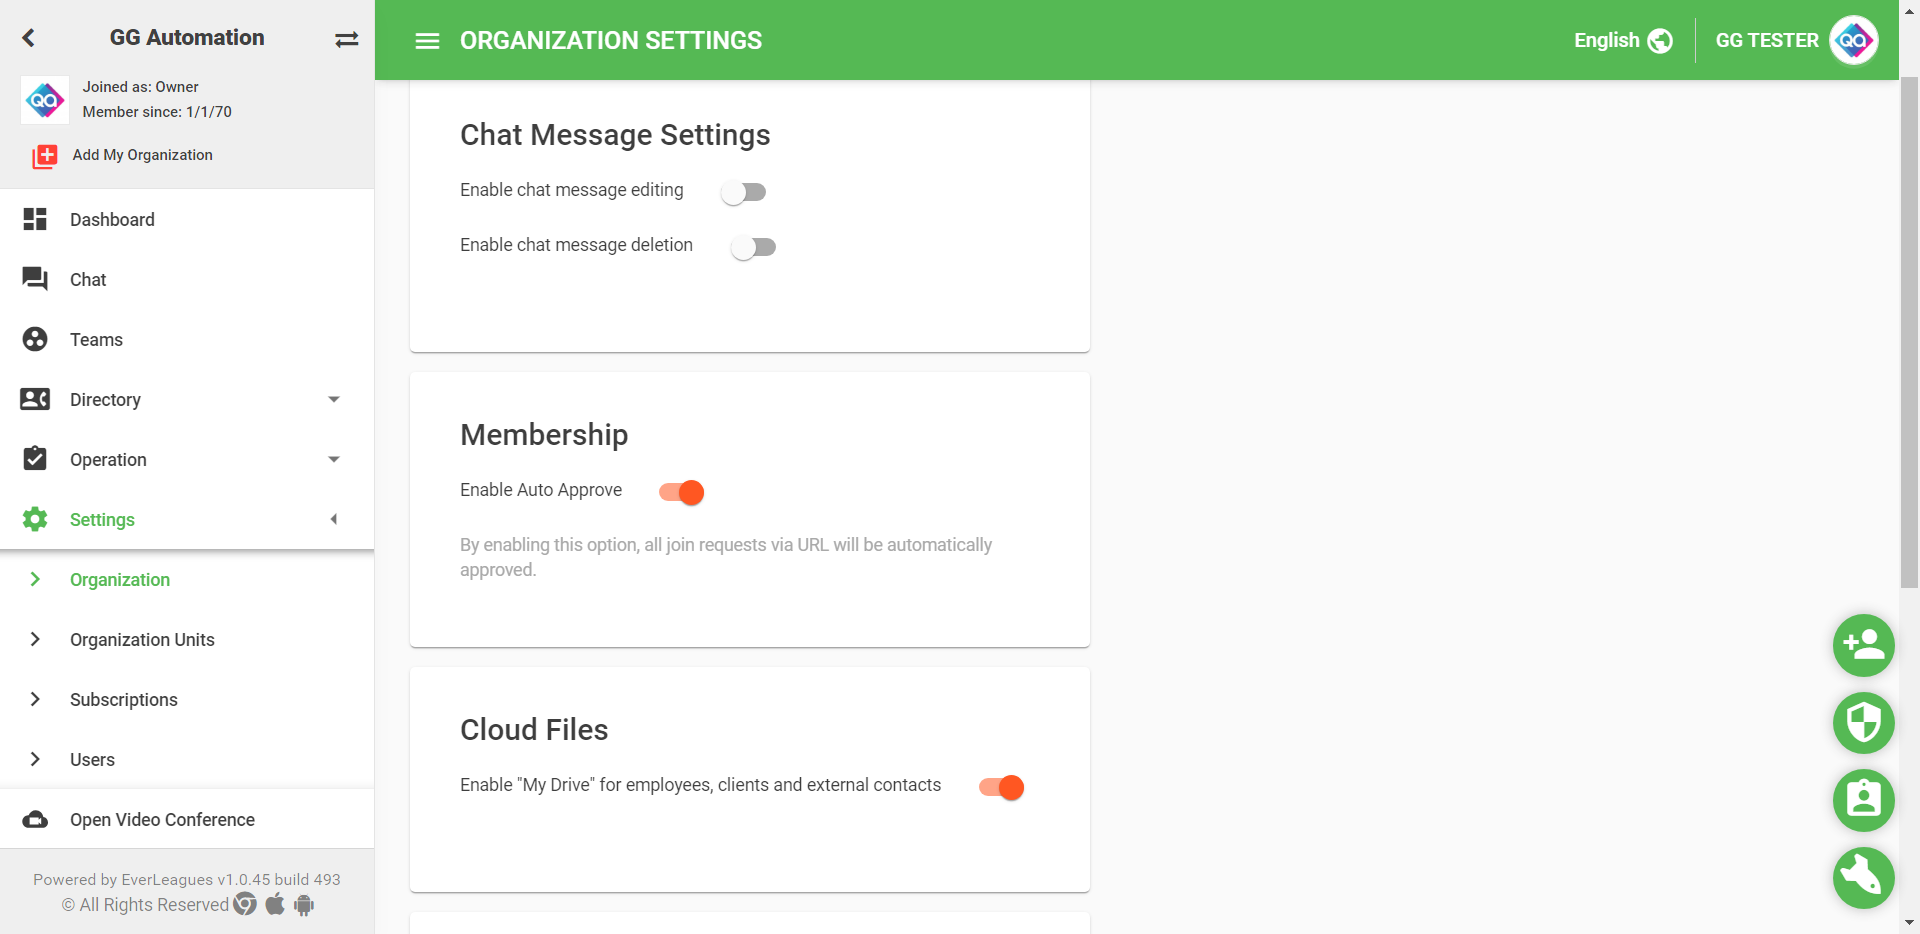 GG Automation
Joined as: Owner
Member since: 1/1/70
Add My Organization
Dashboard
Chat
Teams
Directory
Operation
Settings
Organization
Organization Units
Subscriptions
Users
Open Video Conference
Powered by EverLeagues v1.0.45 build 493
© All Rights Reserved
ORGANIZATION SETTINGS
English
GG TESTER
QA
Chat Message Settings
Enable chat message editing
Enable chat message deletion
Membership
Enable Auto Approve
By enabling this option, all join requests via URL will be automatically
approved.
Cloud Files
Enable "My Drive" for employees, clients and external contacts